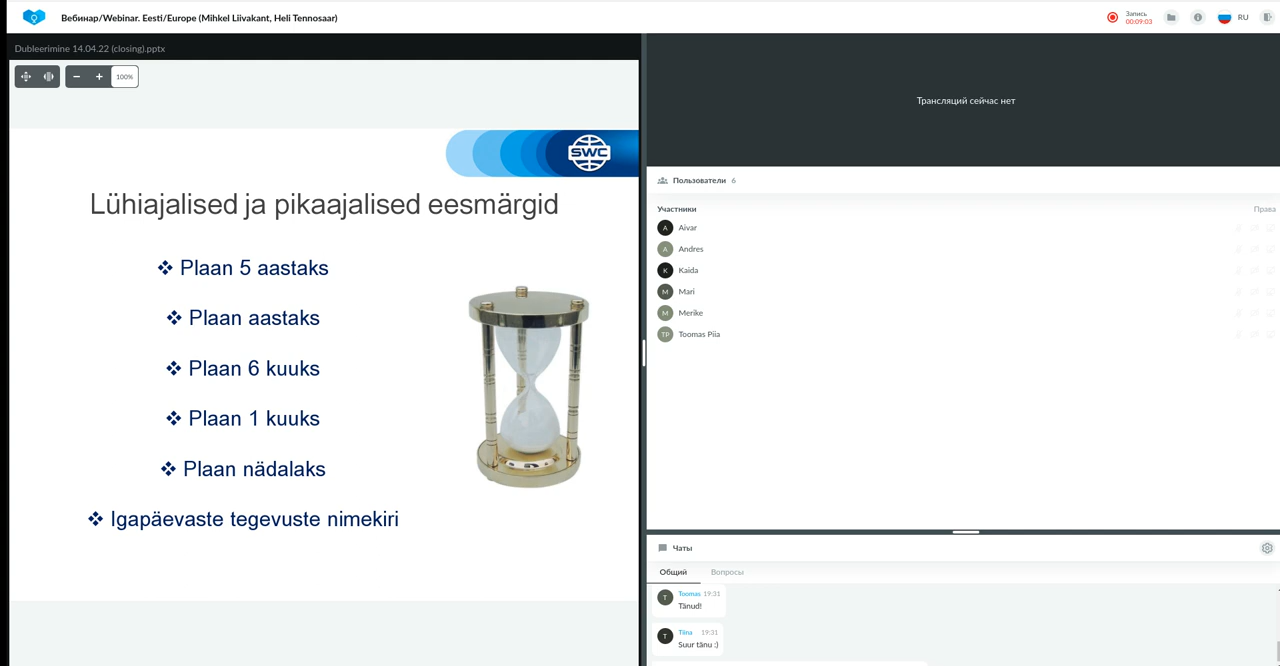 Вебинар/Webinar. Eesti/Europe (Mihkel Liivakant, Heli Tennosaar)
Запись
00:09:03
RU
Dubleerimine 14.04.22 (closing).pptx
100%
SWC
Lühiajalised ja pikaajalised eesmärgid
❖ Plaan 5 aastaks
❖ Plaan aastaks
❖ Plaan 6 kuuks
❖ Plaan 1 kuuks
❖ Plaan nädalaks
❖ Igapäevaste tegevuste nimekiri
Трансляций сейчас нет
Пользователи 6
Участники Права
A Aivar
A Andres
K Kaida
M Mari
M Merike
TP Toomas Piia
Чаты
Общий Вопросы
T Toomas 19:31
Tänud!
T Tiina 19:31
Suur tänu :)